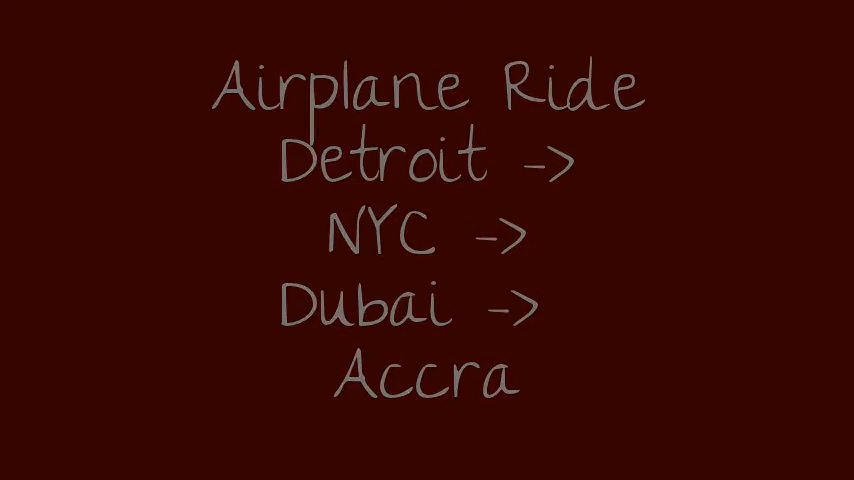 Airplane Ride
Detroit ->
NYC ->
Dubai ->
Accra